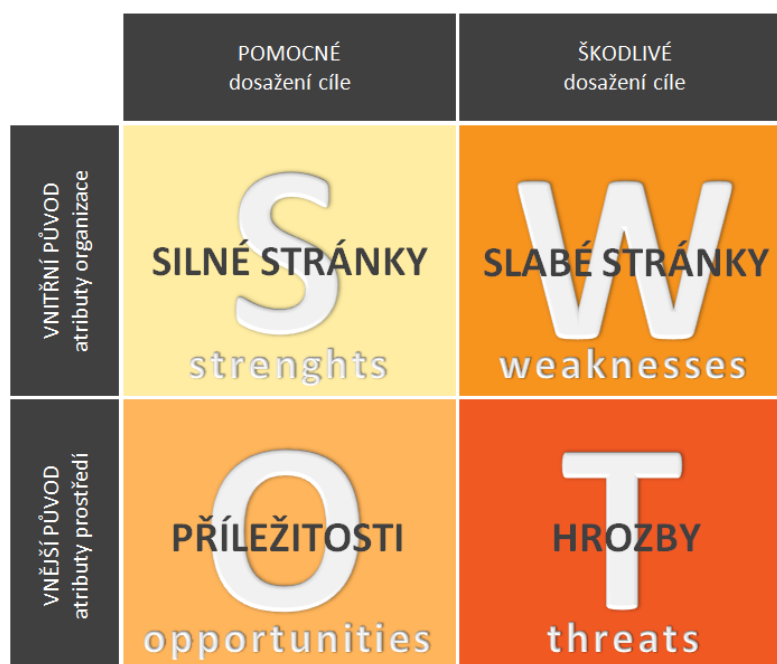 POMOCNÉ
dosažení cíle
ŠKODLIVÉ
dosažení cíle
VNITŘNÍ PŮVOD
atributy organizace
S
SILNÉ STRÁNKY
strenghts
W
SLABÉ STRÁNKY
weaknesses
VNĚJŠÍ PŮVOD
atributy prostředí
O
PŘÍLEŽITOSTI
opportunities
T
HROZBY
threats